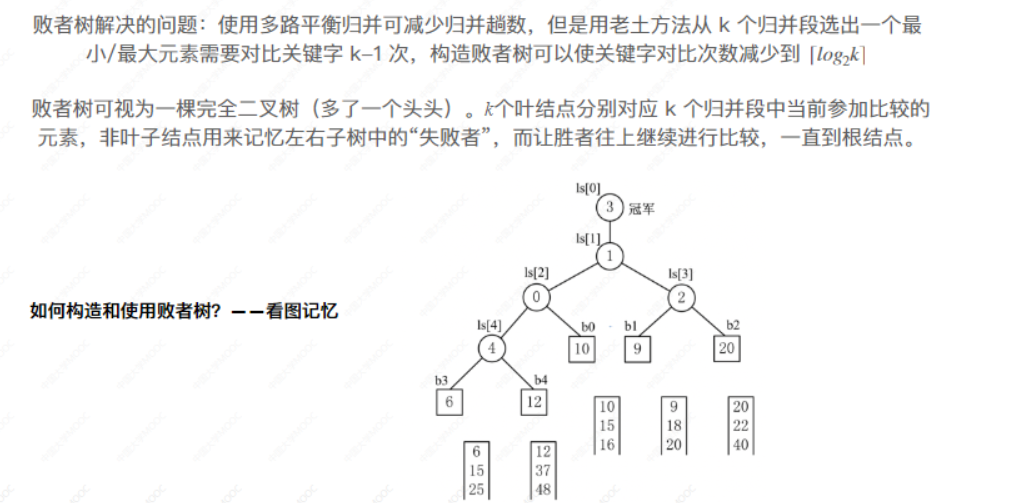 败者树解决的问题：使用多路平衡归并可减少归并趟数，但是用老土方法从 k 个归并段选出一个最
小/最大元素需要对比关键字 k–1 次，构造败者树可以使关键字对比次数减少到 ⌈log₂k⌉
败者树可视为一棵完全二叉树（多了一个头头）。k个叶结点分别对应 k 个归并段中当前参加比较的
元素，非叶子结点用来记忆左右子树中的“失败者”，而让胜者往上继续进行比较，一直到根结点。
ls[0]
3 冠军
ls[1]
1
ls[2] ls[3]
0 2
如何构造和使用败者树？——看图记忆
ls[4] b0 b1 b2
4 10 9 20
b3 b4
6 12
10 9 20
15 18 22
16 20 40
6 12
15 37
25 48